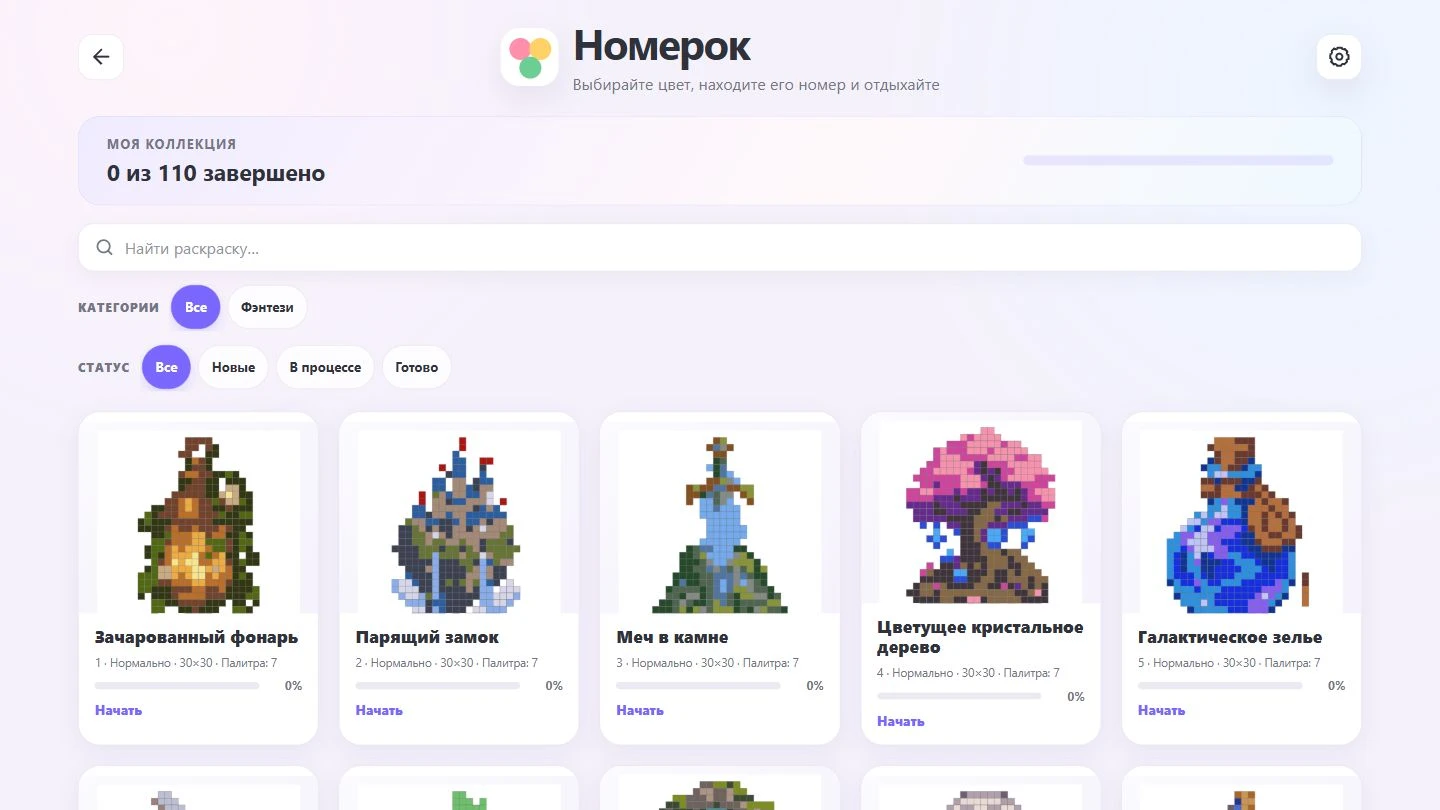 Номерок
Выбирайте цвет, находите его номер и отдыхайте
МОЯ КОЛЛЕКЦИЯ
0 из 110 завершено
Найти раскраску...
КАТЕГОРИИ Все Фэнтези
СТАТУС Все Новые В процессе Готово
Зачарованный фонарь
1 · Нормально · 30×30 · Палитра: 7
0%
Начать
Парящий замок
2 · Нормально · 30×30 · Палитра: 7
0%
Начать
Меч в камне
3 · Нормально · 30×30 · Палитра: 7
0%
Начать
Цветущее кристальное
дерево
4 · Нормально · 30×30 · Палитра: 7
0%
Начать
Галактическое зелье
5 · Нормально · 30×30 · Палитра: 7
0%
Начать